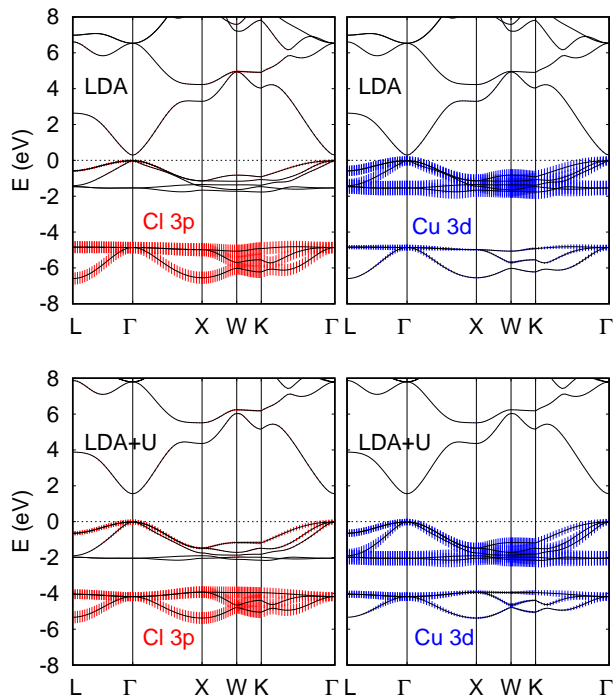 8
6
4
2
0
-2
-4
-6
-8
E (eV)
LDA
Cl 3p
L Γ X W K Γ
LDA
Cu 3d
L Γ X W K Γ
8
6
4
2
0
-2
-4
-6
-8
E (eV)
LDA+U
Cl 3p
L Γ X W K Γ
LDA+U
Cu 3d
L Γ X W K Γ